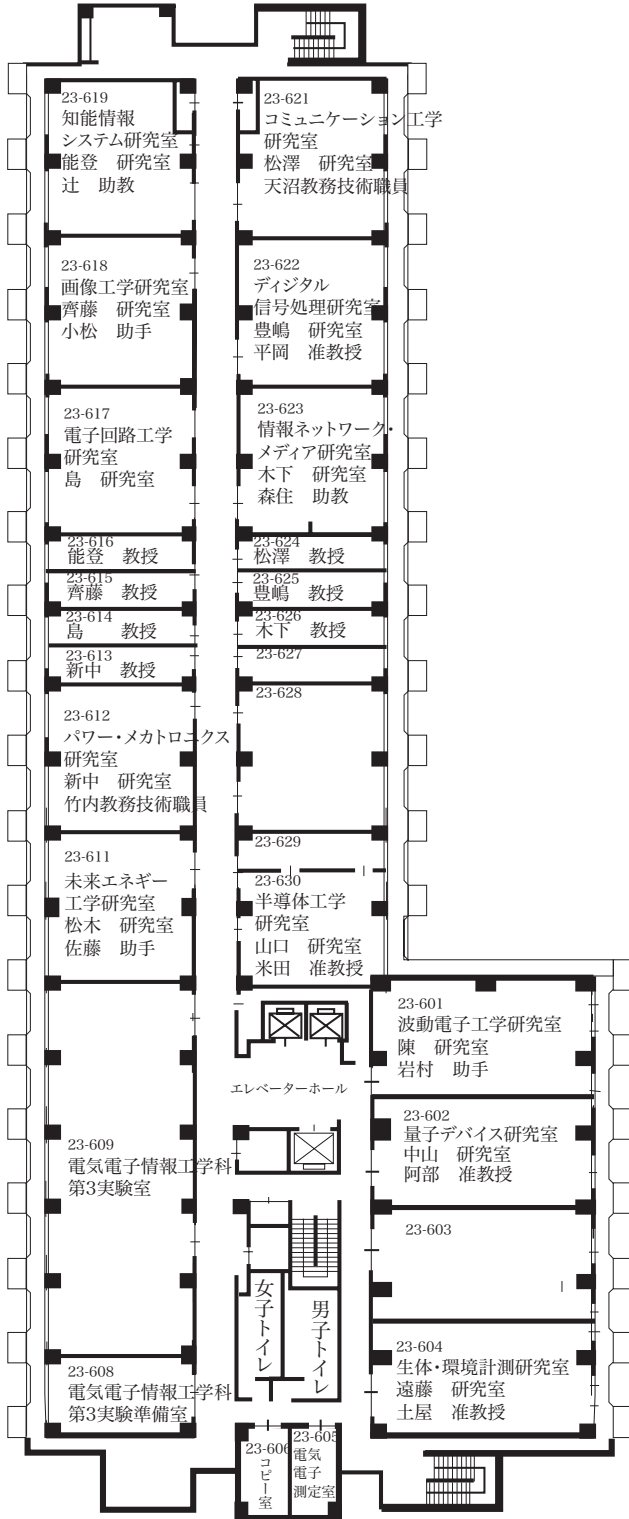 23-619
知能情報
システム研究室
能登　研究室
辻　助教
23-621
コミュニケーション工学
研究室
松澤　研究室
天沼教務技術職員
23-618
画像工学研究室
齊藤　研究室
小松　助手
23-622
ディジタル
信号処理研究室
豊嶋　研究室
平岡　准教授
23-617
電子回路工学
研究室
島　研究室
23-623
情報ネットワーク・
メディア研究室
木下　研究室
森住　助教
23-616
能登　教授
23-624
松澤　教授
23-615
齊藤　教授
23-625
豊嶋　教授
23-614
島　　教授
23-626
木下　教授
23-613
新中　教授
23-627
23-628
23-612
パワー・メカトロニクス
研究室
新中　研究室
竹内教務技術職員
23-629
23-611
未来エネギー
工学研究室
松木　研究室
佐藤　助手
23-630
半導体工学
研究室
山口　研究室
米田　准教授
23-601
波動電子工学研究室
陳　研究室
岩村　助手
エレベーターホール
23-602
量子デバイス研究室
中山　研究室
阿部　准教授
23-609
電気電子情報工学科
第3実験室
23-603
女子トイレ
男子トイレ
23-604
生体・環境計測研究室
遠藤　研究室
土屋　准教授
23-608
電気電子情報工学科
第3実験準備室
23-606
コピー室
23-605
電気
電子
測定室